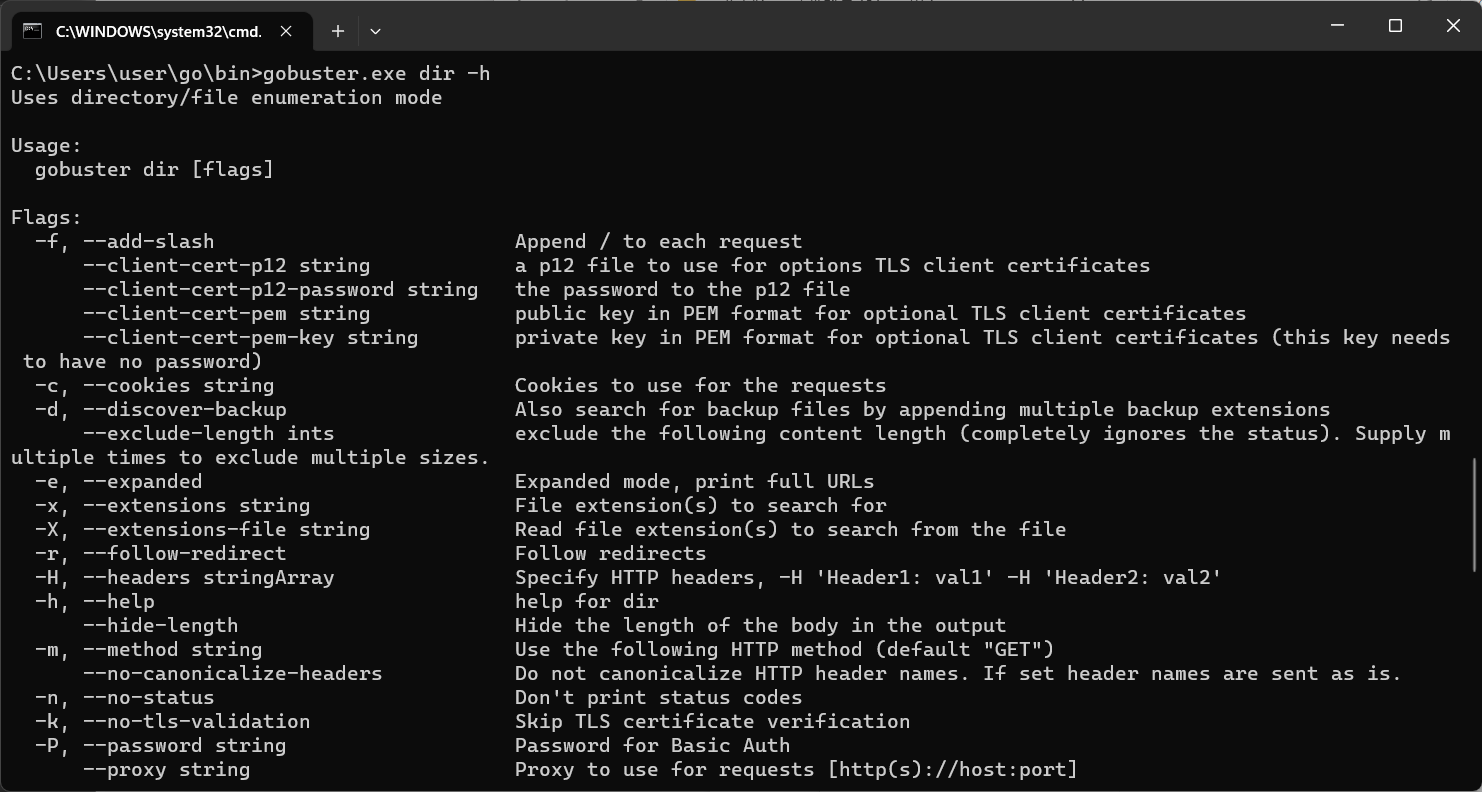 C:\WINDOWS\system32\cmd.
C:\Users\user\go\bin>gobuster.exe dir -h
Uses directory/file enumeration mode

Usage:
  gobuster dir [flags]

Flags:
  -f, --add-slash                         Append / to each request
      --client-cert-p12 string            a p12 file to use for options TLS client certificates
      --client-cert-p12-password string   the password to the p12 file
      --client-cert-pem string            public key in PEM format for optional TLS client certificates
      --client-cert-pem-key string        private key in PEM format for optional TLS client certificates (this key needs
 to have no password)
  -c, --cookies string                    Cookies to use for the requests
  -d, --discover-backup                   Also search for backup files by appending multiple backup extensions
      --exclude-length ints               exclude the following content length (completely ignores the status). Supply m
ultiple times to exclude multiple sizes.
  -e, --expanded                          Expanded mode, print full URLs
  -x, --extensions string                 File extension(s) to search for
  -X, --extensions-file string            Read file extension(s) to search from the file
  -r, --follow-redirect                   Follow redirects
  -H, --headers stringArray               Specify HTTP headers, -H 'Header1: val1' -H 'Header2: val2'
  -h, --help                              help for dir
      --hide-length                       Hide the length of the body in the output
  -m, --method string                     Use the following HTTP method (default "GET")
      --no-canonicalize-headers           Do not canonicalize HTTP header names. If set header names are sent as is.
  -n, --no-status                         Don't print status codes
  -k, --no-tls-validation                 Skip TLS certificate verification
  -P, --password string                   Password for Basic Auth
      --proxy string                      Proxy to use for requests [http(s)://host:port]